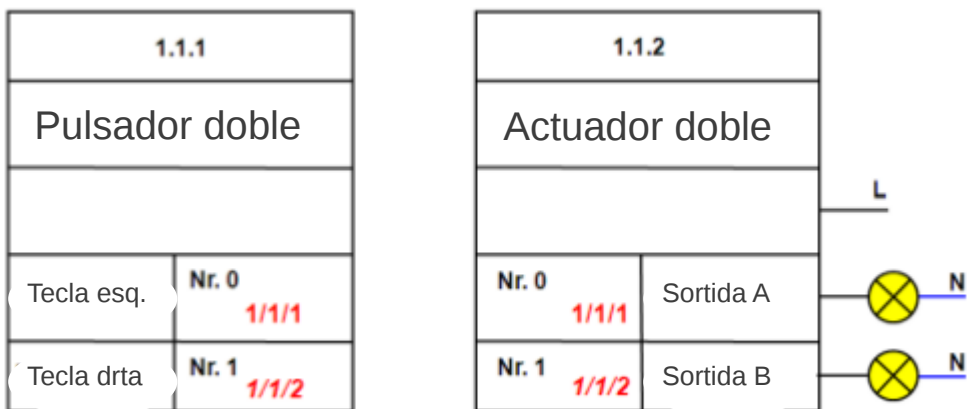 1.1.1
Pulsador doble
Tecla esq.
Nr. 0
1/1/1
Tecla drta
Nr. 1
1/1/2
1.1.2
Actuador doble
L
Nr. 0
1/1/1
Sortida A
N
Nr. 1
1/1/2
Sortida B
N